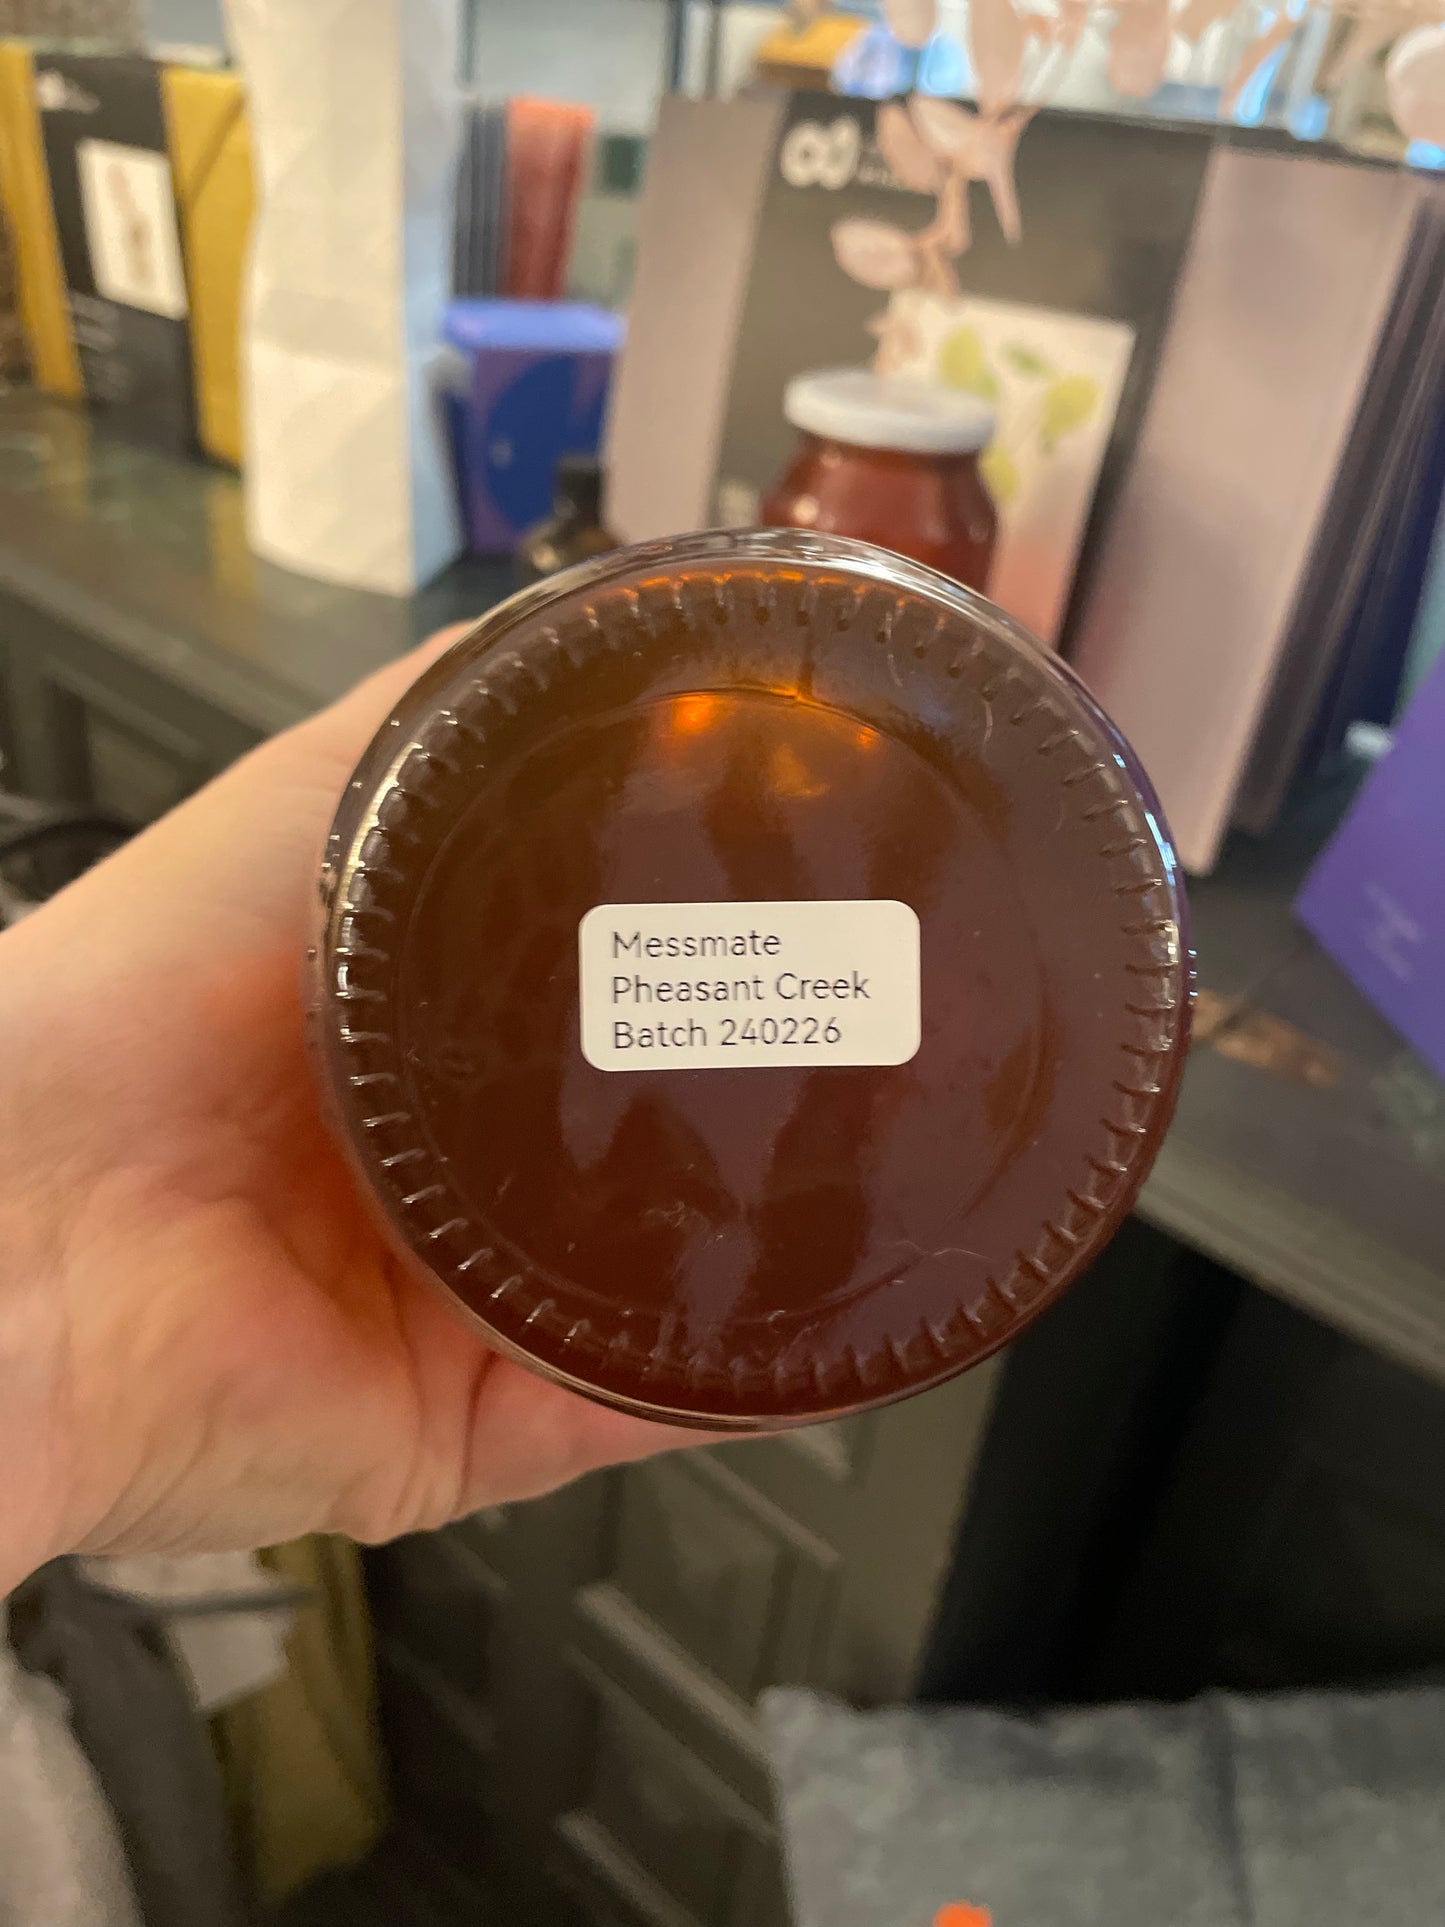 Messmate
Pheasant Creek
Batch 240226